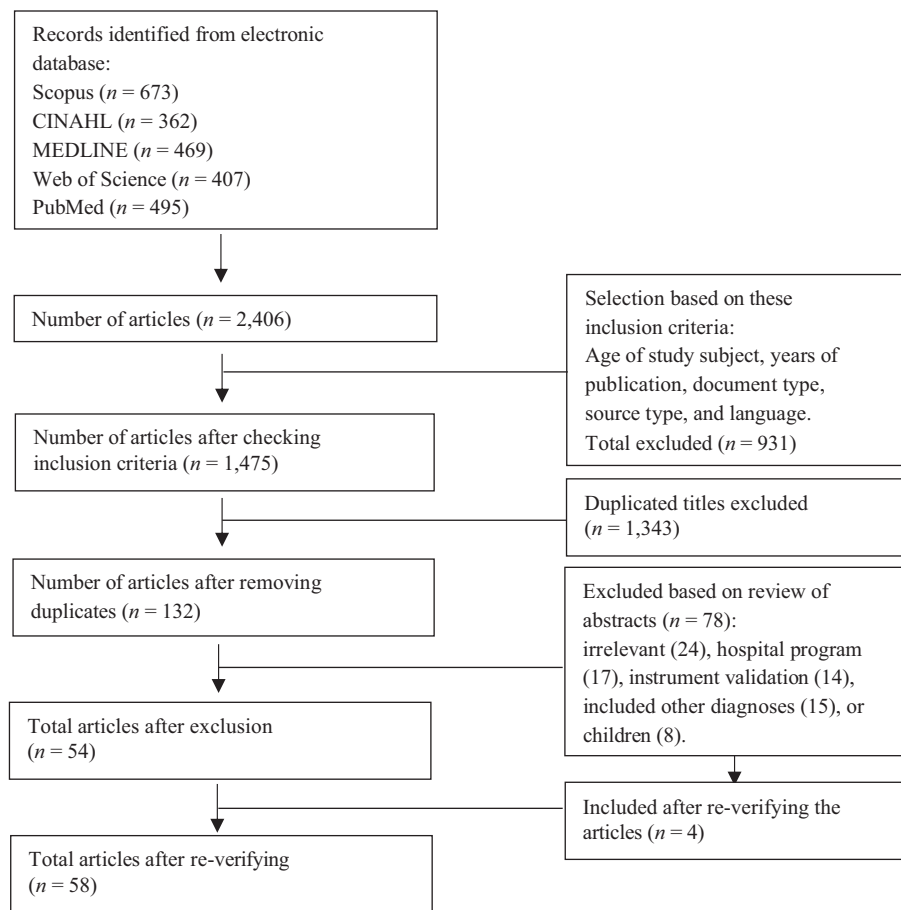 Records identified from electronic
database:
Scopus (n = 673)
CINAHL (n = 362)
MEDLINE (n = 469)
Web of Science (n = 407)
PubMed (n = 495)
Number of articles (n = 2,406)
Selection based on these
inclusion criteria:
Age of study subject, years of
publication, document type,
source type, and language.
Total excluded (n = 931)
Number of articles after checking
inclusion criteria (n = 1,475)
Duplicated titles excluded
(n = 1,343)
Number of articles after removing
duplicates (n = 132)
Excluded based on review of
abstracts (n = 78):
irrelevant (24), hospital program
(17), instrument validation (14),
included other diagnoses (15), or
children (8).
Total articles after exclusion
(n = 54)
Included after re-verifying the
articles (n = 4)
Total articles after re-verifying
(n = 58)